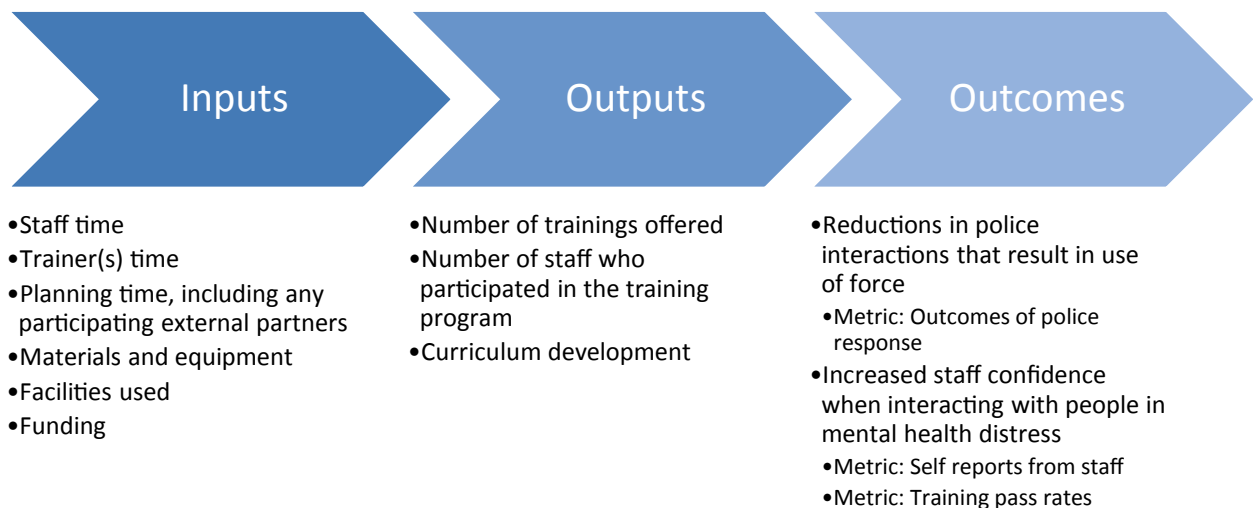 Inputs
•Staff time
•Trainer(s) time
•Planning time, including any
participating external partners
•Materials and equipment
•Facilities used
•Funding
Outputs
•Number of trainings offered
•Number of staff who
participated in the training
program
•Curriculum development
Outcomes
•Reductions in police
interactions that result in use
of force
•Metric: Outcomes of police
response
•Increased staff confidence
when interacting with people in
mental health distress
•Metric: Self reports from staff
•Metric: Training pass rates